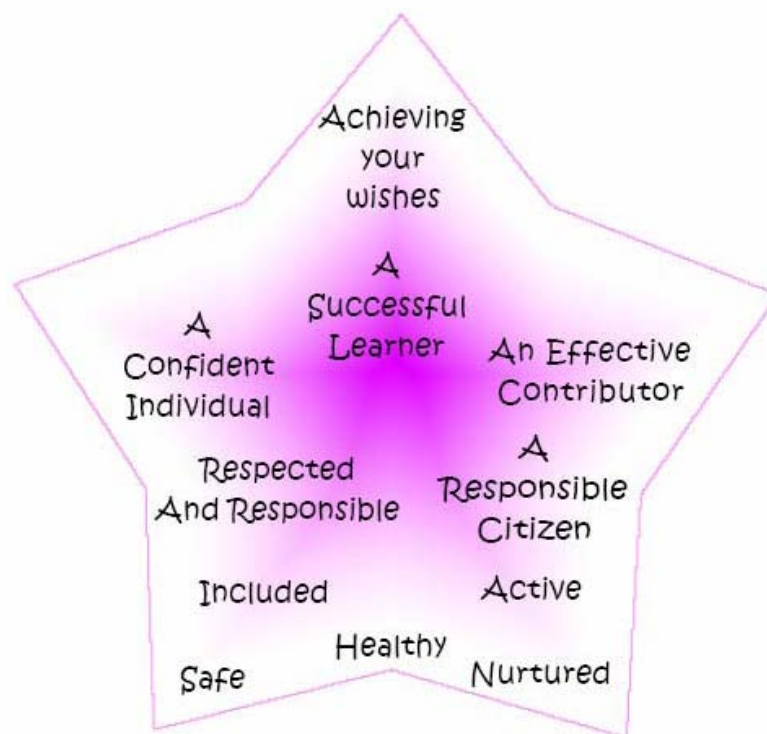 Achieving
your
wishes
A
Successful
Learner
A
Confident
Individual
An Effective
Contributor
Respected
And Responsible
A
Responsible
Citizen
Included
Active
Healthy
Safe
Nurtured